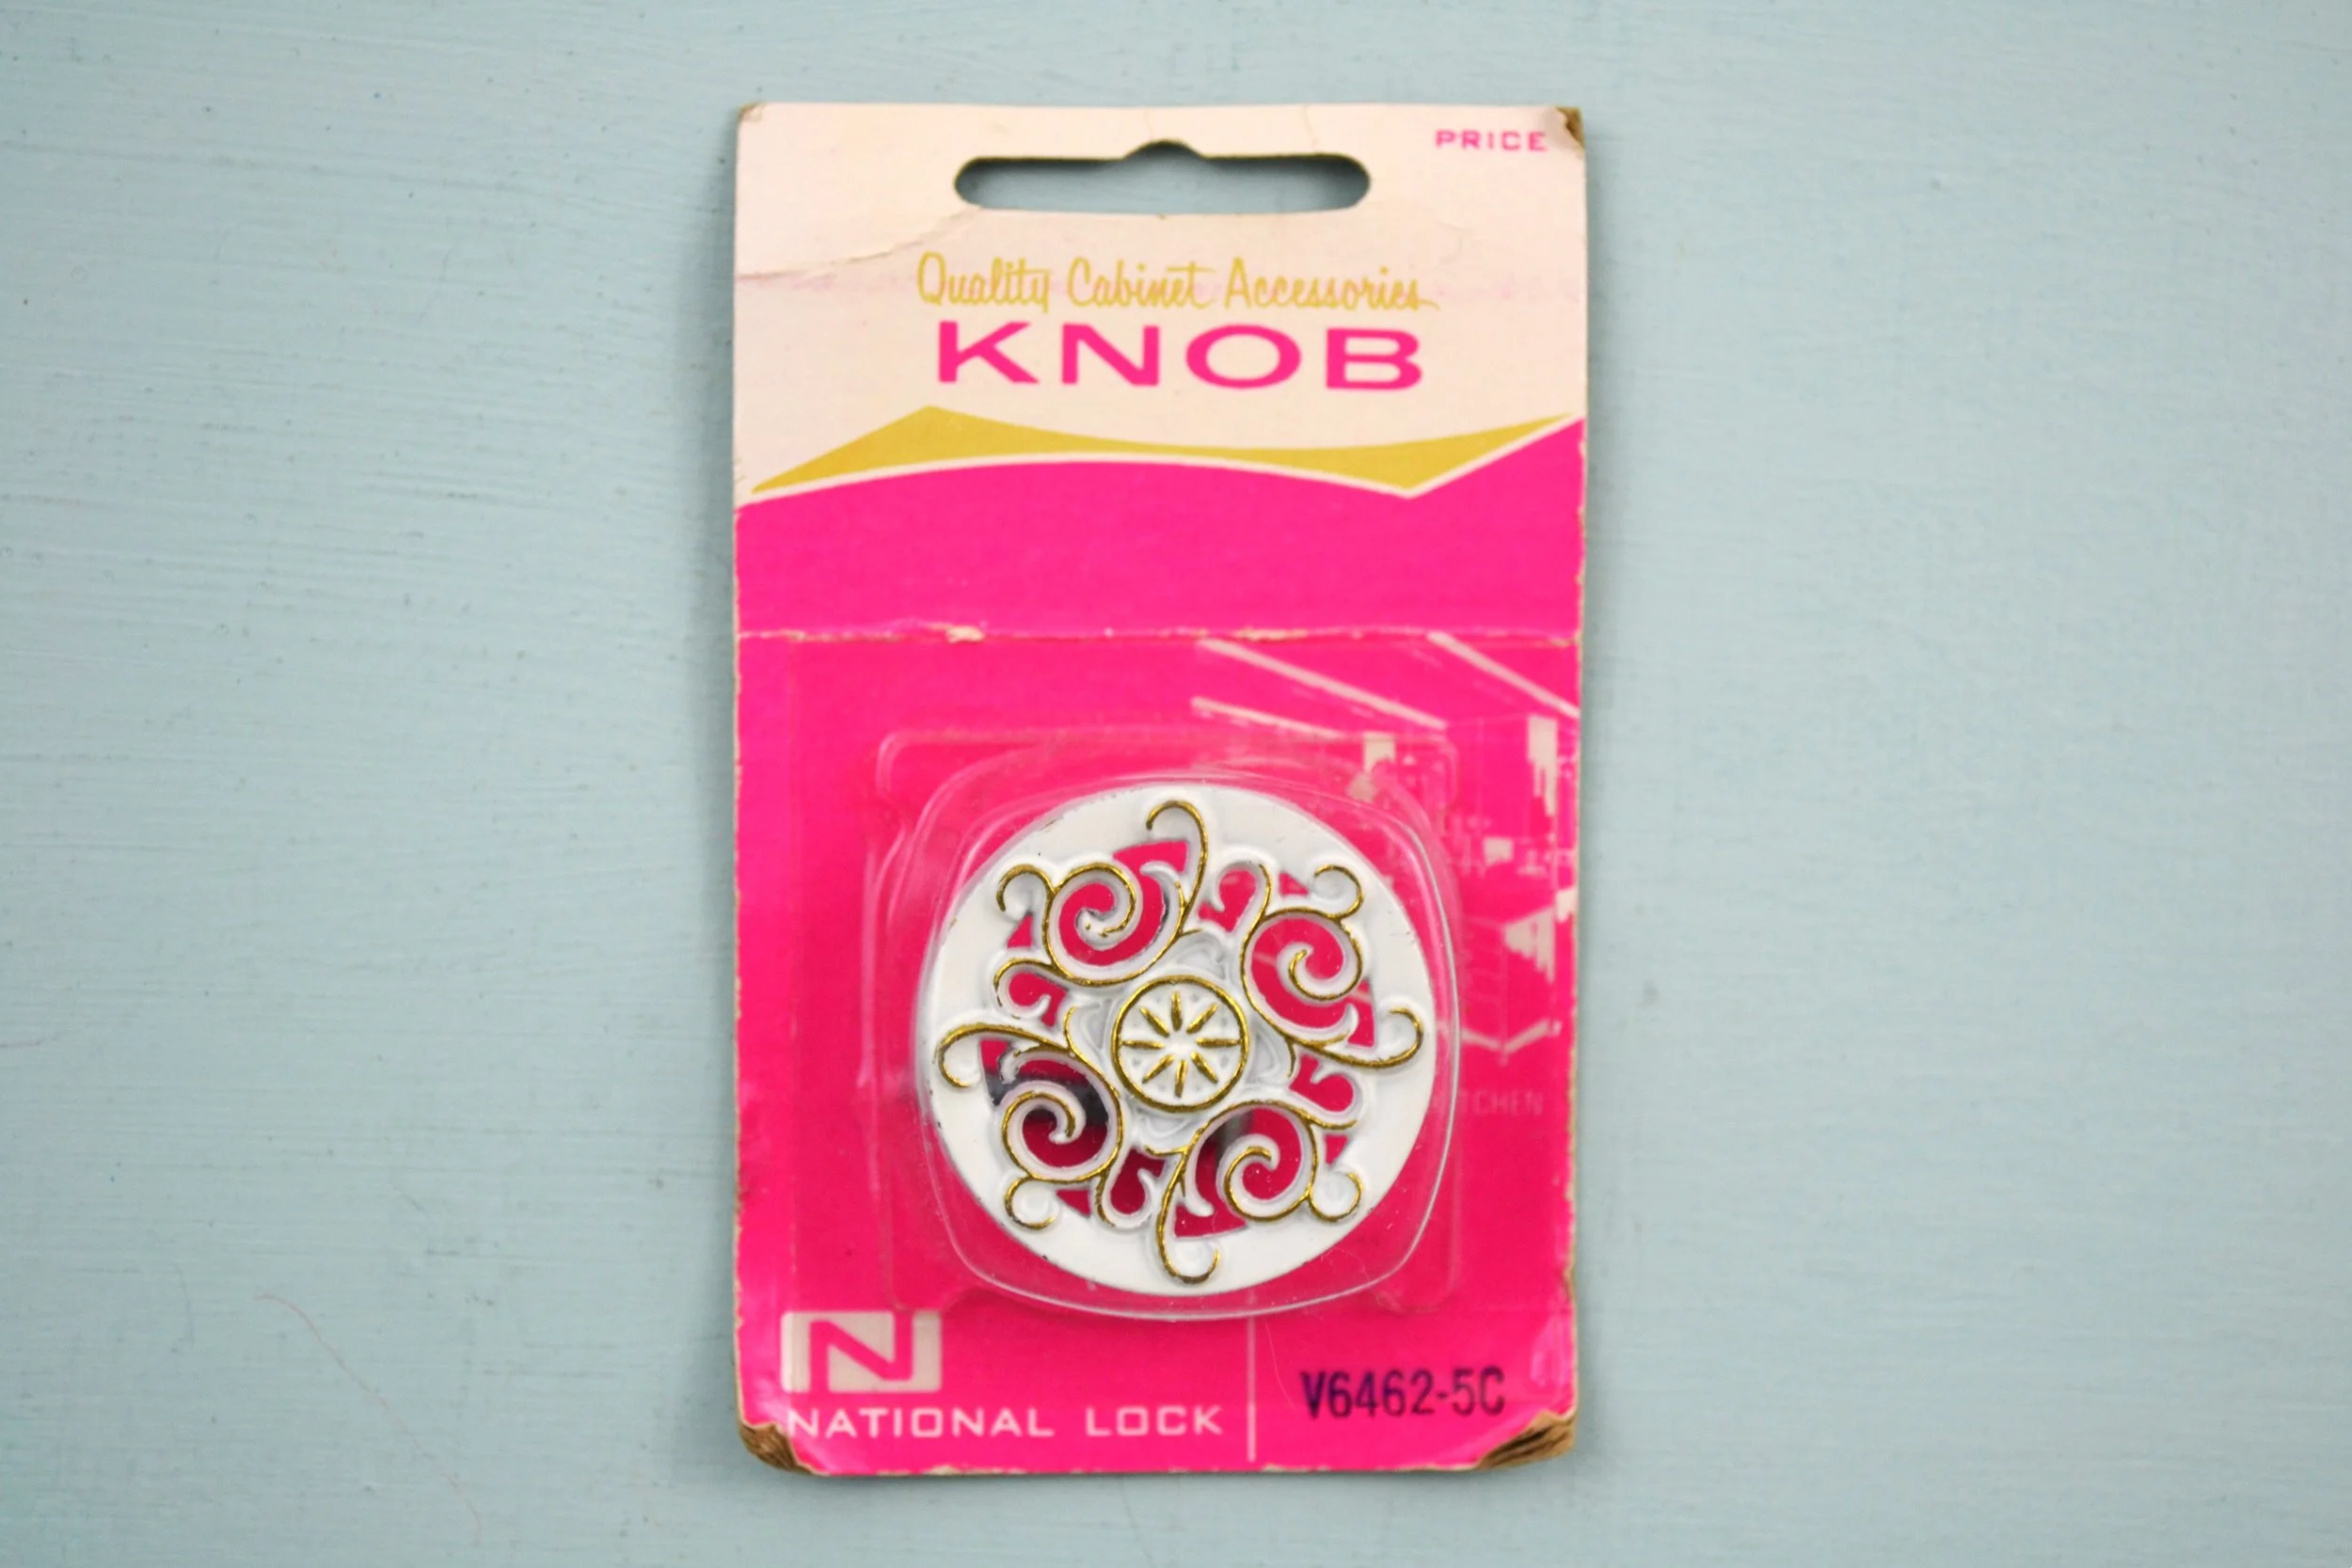 PRICE
Quality Cabinet Accessories
KNOB
N
NATIONAL LOCK
V6462-5C